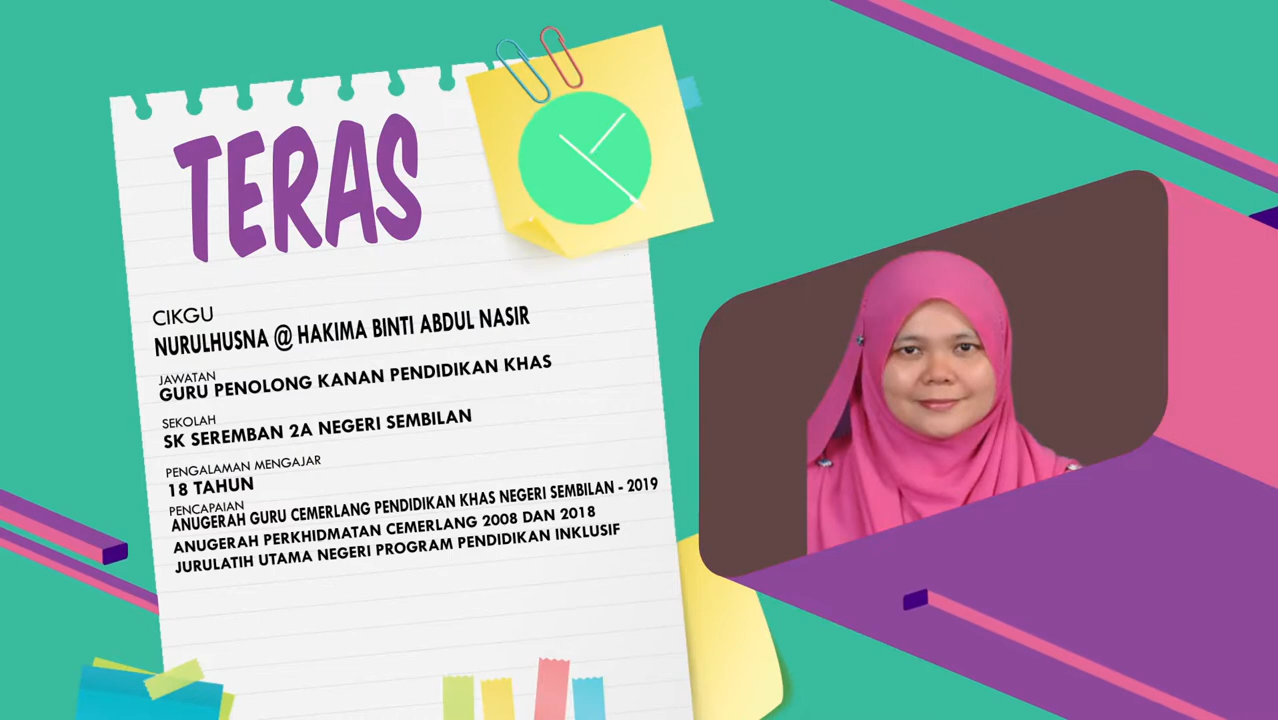 TERAS
CIKGU
NURULHUSNA @ HAKIMA BINTI ABDUL NASIR
JAWATAN
GURU PENOLONG KANAN PENDIDIKAN KHAS
SEKOLAH
SK SEREMBAN 2A NEGERI SEMBILAN
PENGALAMAN MENGAJAR
18 TAHUN
PENCAPAIAN
ANUGERAH GURU CEMERLANG PENDIDIKAN KHAS NEGERI SEMBILAN - 2019
ANUGERAH PERKHIDMATAN CEMERLANG 2008 DAN 2018
JURULATIH UTAMA NEGERI PROGRAM PENDIDIKAN INKLUSIF